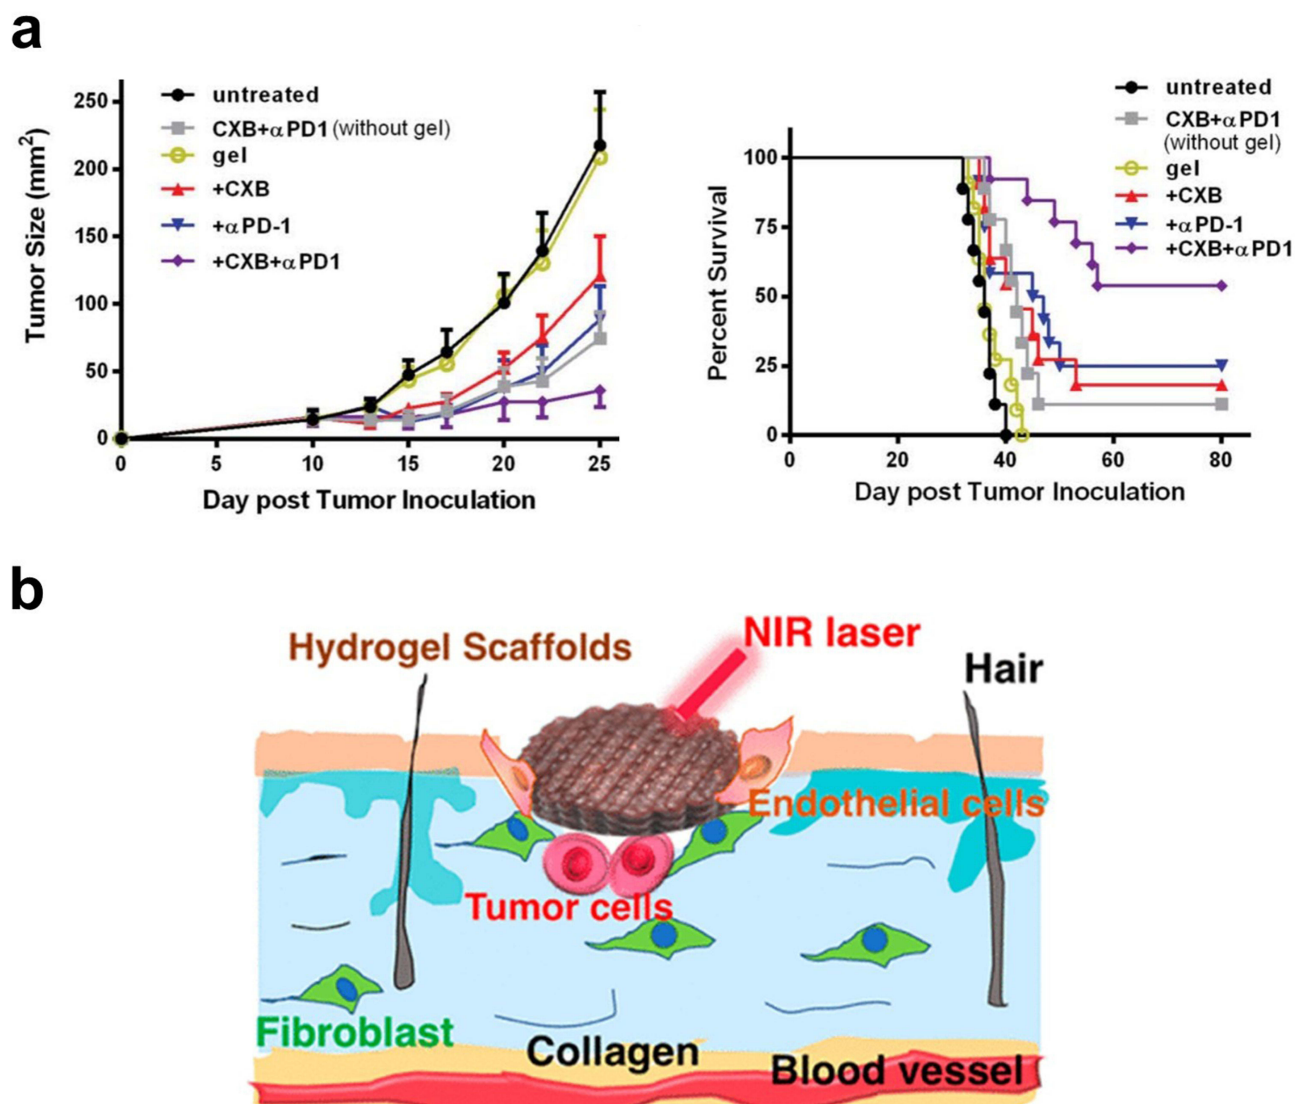 a
Tumor Size (mm²)
250
200
150
100
50
0
untreated
CXB+αPD1 (without gel)
gel
+CXB
+αPD-1
+CXB+αPD1
0 5 10 15 20 25
Day post Tumor Inoculation
Percent Survival
100
75
50
25
0
untreated
CXB+αPD1
(without gel)
gel
+CXB
+αPD-1
+CXB+αPD1
0 20 40 60 80
Day post Tumor Inoculation
b
NIR laser
Hydrogel Scaffolds
Hair
Endothelial cells
Tumor cells
Fibroblast
Collagen
Blood vessel